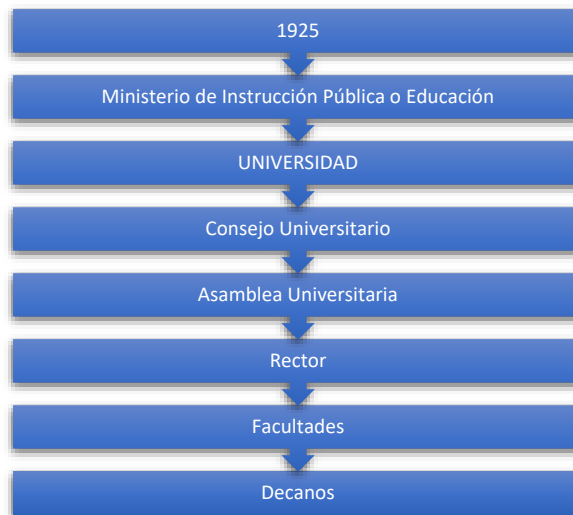 1925
Ministerio de Instrucción Pública o Educación
UNIVERSIDAD
Consejo Universitario
Asamblea Universitaria
Rector
Facultades
Decanos